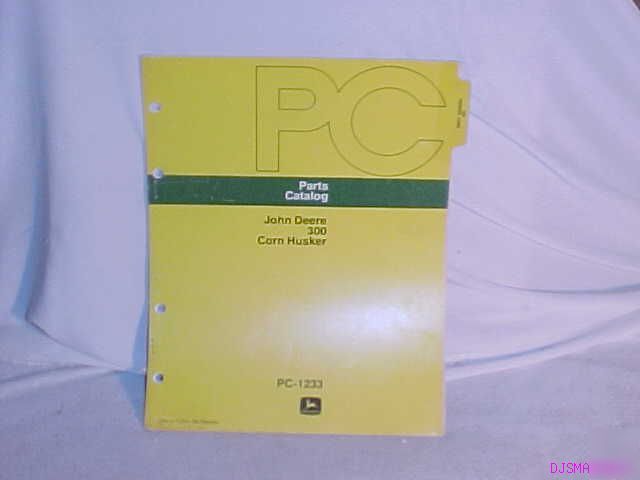 PC
Parts
Catalog
John Deere
300
Corn Husker
PC-1233
DJSMA